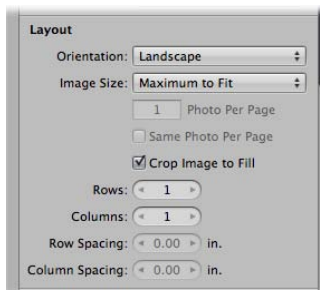 Layout
Orientation: Landscape
Image Size: Maximum to Fit
1 Photo Per Page
Same Photo Per Page
Crop Image to Fill
Rows: 1
Columns: 1
Row Spacing: 0.00 in.
Column Spacing: 0.00 in.